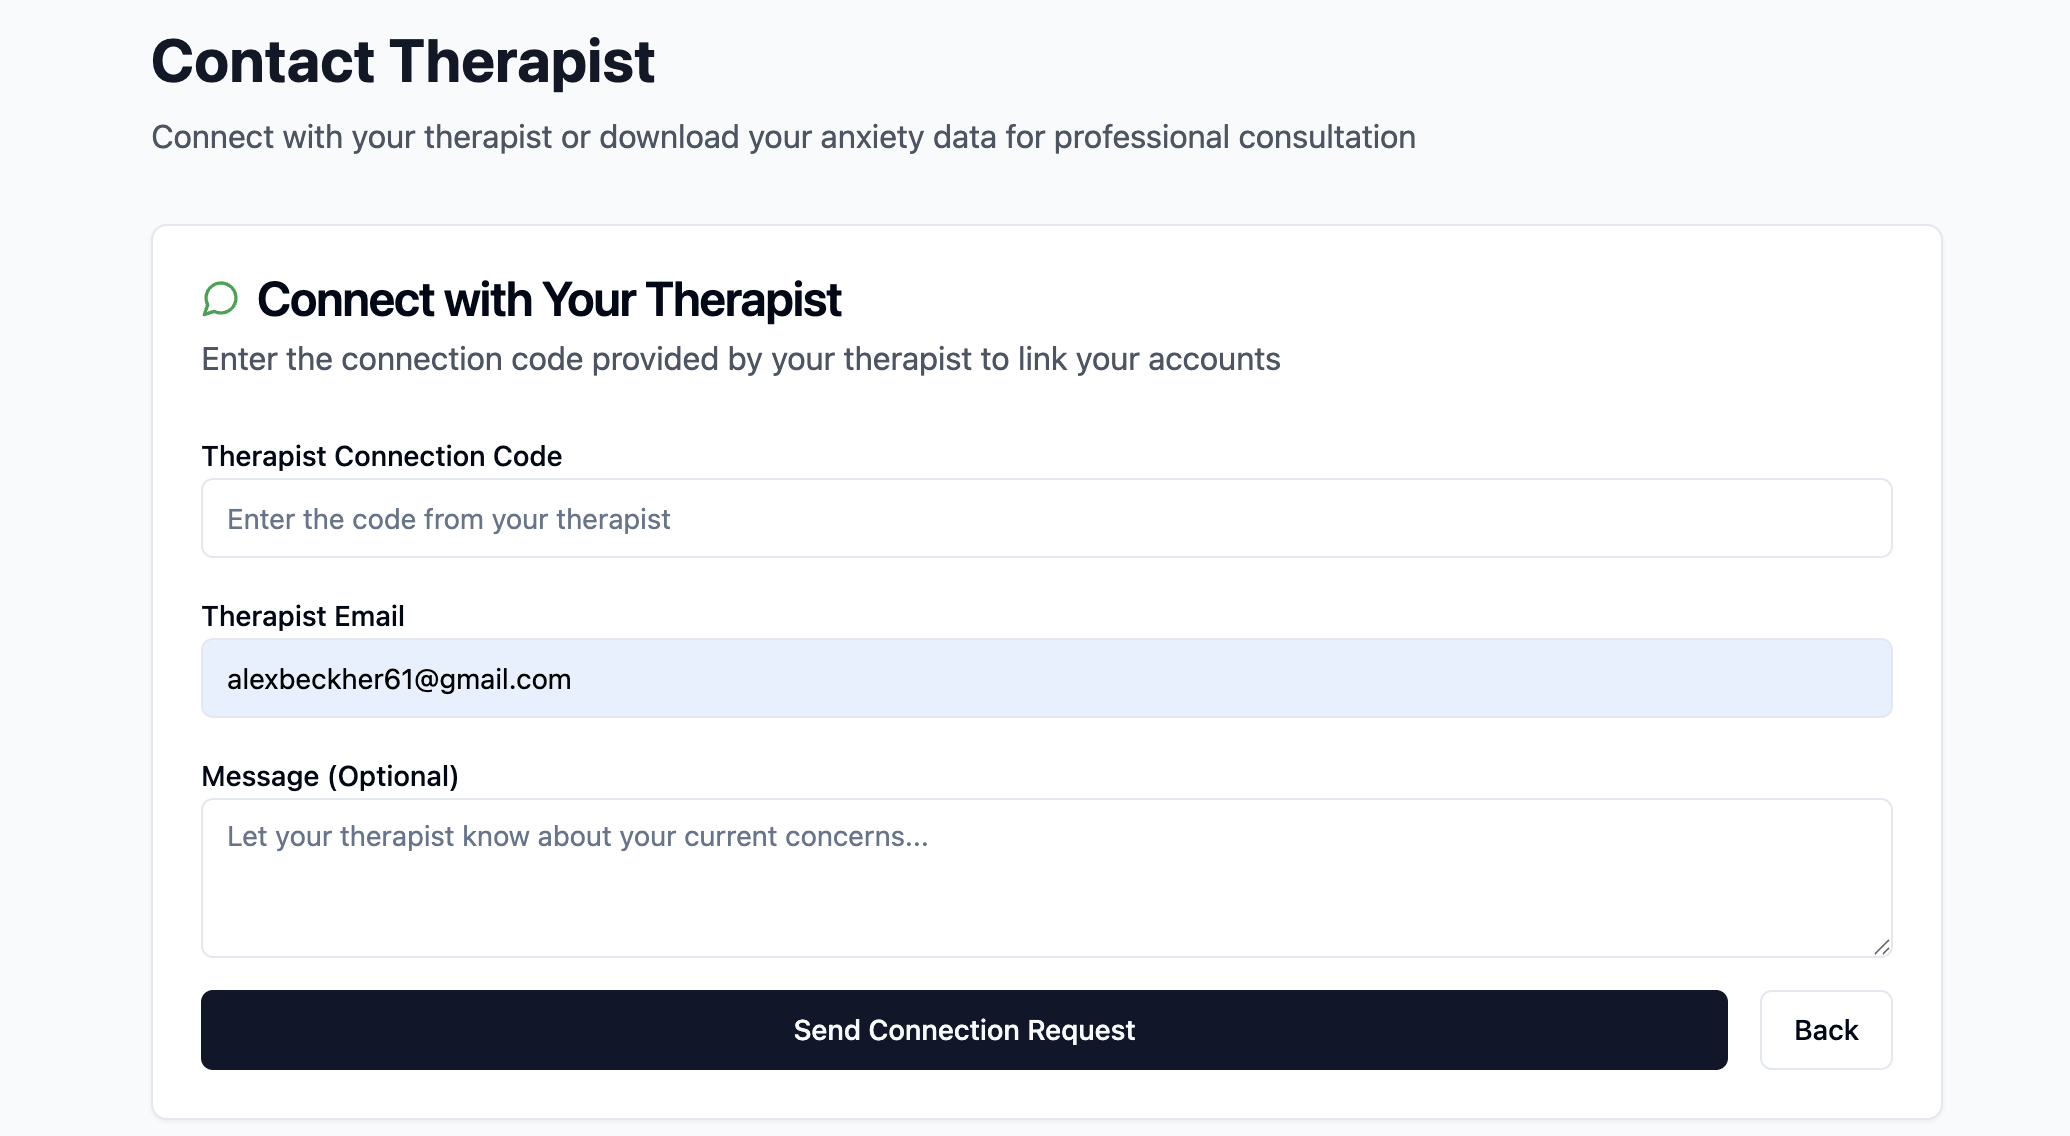 Contact Therapist
Connect with your therapist or download your anxiety data for professional consultation
Connect with Your Therapist
Enter the connection code provided by your therapist to link your accounts
Therapist Connection Code
Enter the code from your therapist
Therapist Email
alexbeckher61@gmail.com
Message (Optional)
Let your therapist know about your current concerns...
Send Connection Request
Back